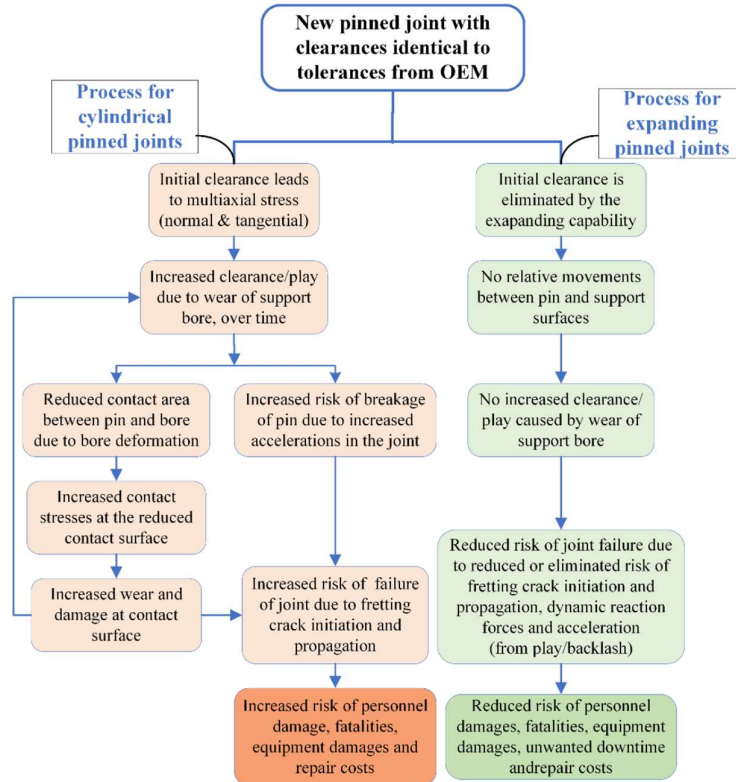 New pinned joint with
clearances identical to
tolerances from OEM
Process for
cylindrical
pinned joints
Process for
expanding
pinned joints
Initial clearance leads
to multiaxial stress
(normal & tangential)
Increased clearance/play
due to wear of support
bore, over time
Reduced contact area
between pin and bore
due to bore deformation
Increased risk of breakage
of pin due to increased
accelerations in the joint
Increased contact
stresses at the reduced
contact surface
Increased wear and
damage at contact
surface
Increased risk of  failure
of joint due to fretting
crack initiation and
propagation
Increased risk of personnel
damage, fatalities,
equipment damages and
repair costs
Initial clearance is
eliminated by the
exapanding capability
No relative movements
between pin and support
surfaces
No increased clearance/
play caused by wear of
support bore
Reduced risk of joint failure due
to reduced or eliminated risk of
fretting crack initiation and
propagation, dynamic reaction
forces and acceleration
(from play/backlash)
Reduced risk of personnel
damages, fatalities, equipment
damages, unwanted downtime
andrepair costs